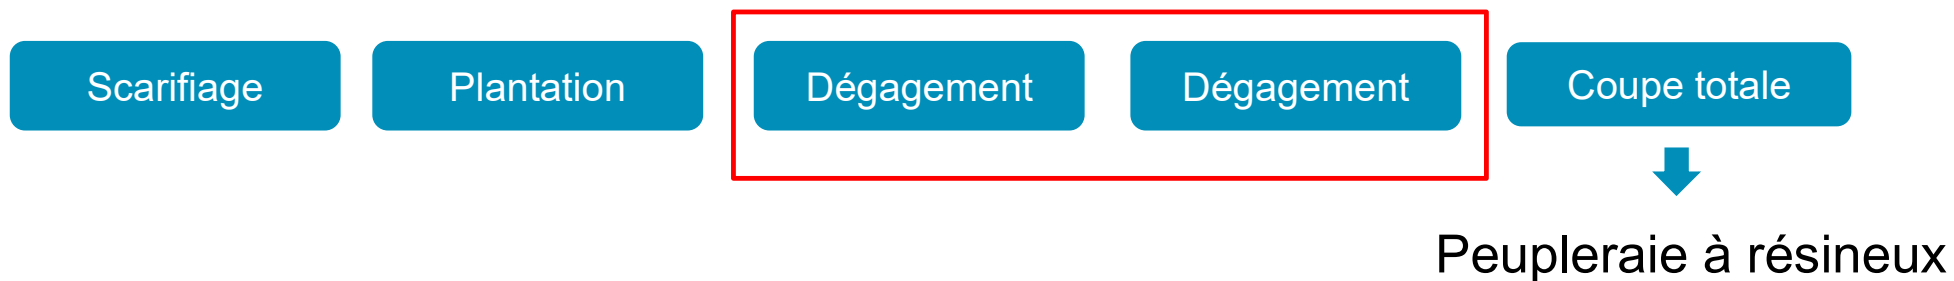 Scarifiage
Plantation
Dégagement
Dégagement
Coupe totale
Peupleraie à résineux